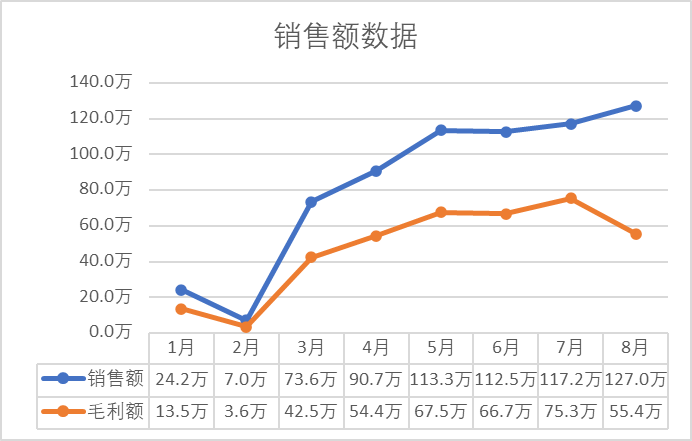 销售额数据
140.0万
120.0万
100.0万
80.0万
60.0万
40.0万
20.0万
0.0万
1月 2月 3月 4月 5月 6月 7月 8月
销售额 24.2万 7.0万 73.6万 90.7万 113.3万 112.5万 117.2万 127.0万
毛利额 13.5万 3.6万 42.5万 54.4万 67.5万 66.7万 75.3万 55.4万